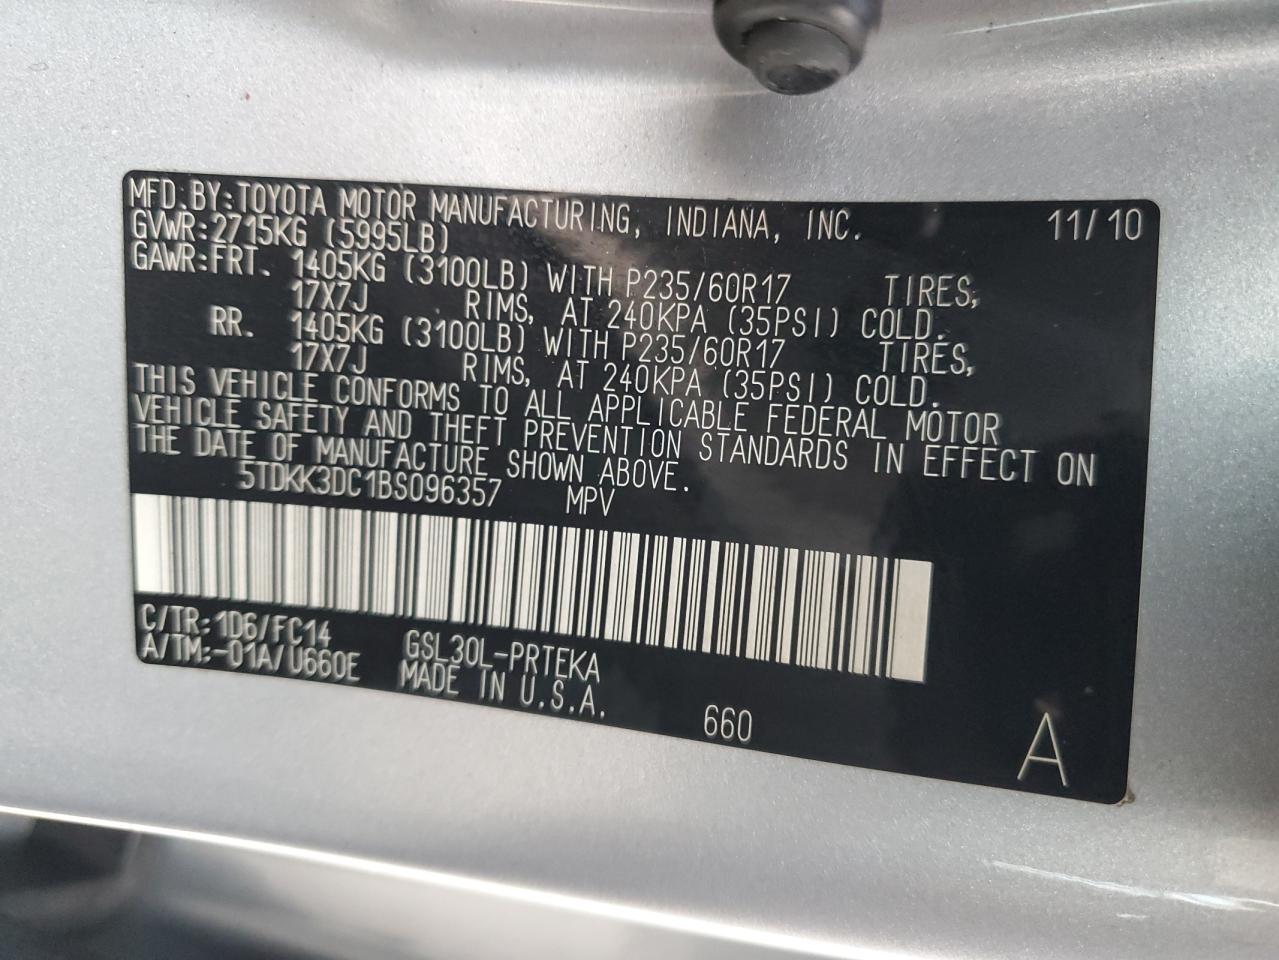 MFD.BY:TOYOTA MOTOR MANUFACTURING, INDIANA, INC. 11/10
GVWR:2715KG (5995LB)
GAWR:FRT. 1405KG (3100LB) WITH P235/60R17 TIRES,
17X7J RIMS, AT 240KPA (35PSI) COLD.
RR. 1405KG (3100LB) WITH P235/60R17 TIRES,
17X7J RIMS, AT 240KPA (35PSI) COLD.
THIS VEHICLE CONFORMS TO ALL APPLICABLE FEDERAL MOTOR
VEHICLE SAFETY AND THEFT PREVENTION STANDARDS IN EFFECT ON
THE DATE OF MANUFACTURE SHOWN ABOVE.
5TDKK3DC1BS096357 MPV
C/TR:1D6/FC14 GSL30L-PRTEKA
A/TM:-01A/U660E MADE IN U.S.A.
660 A